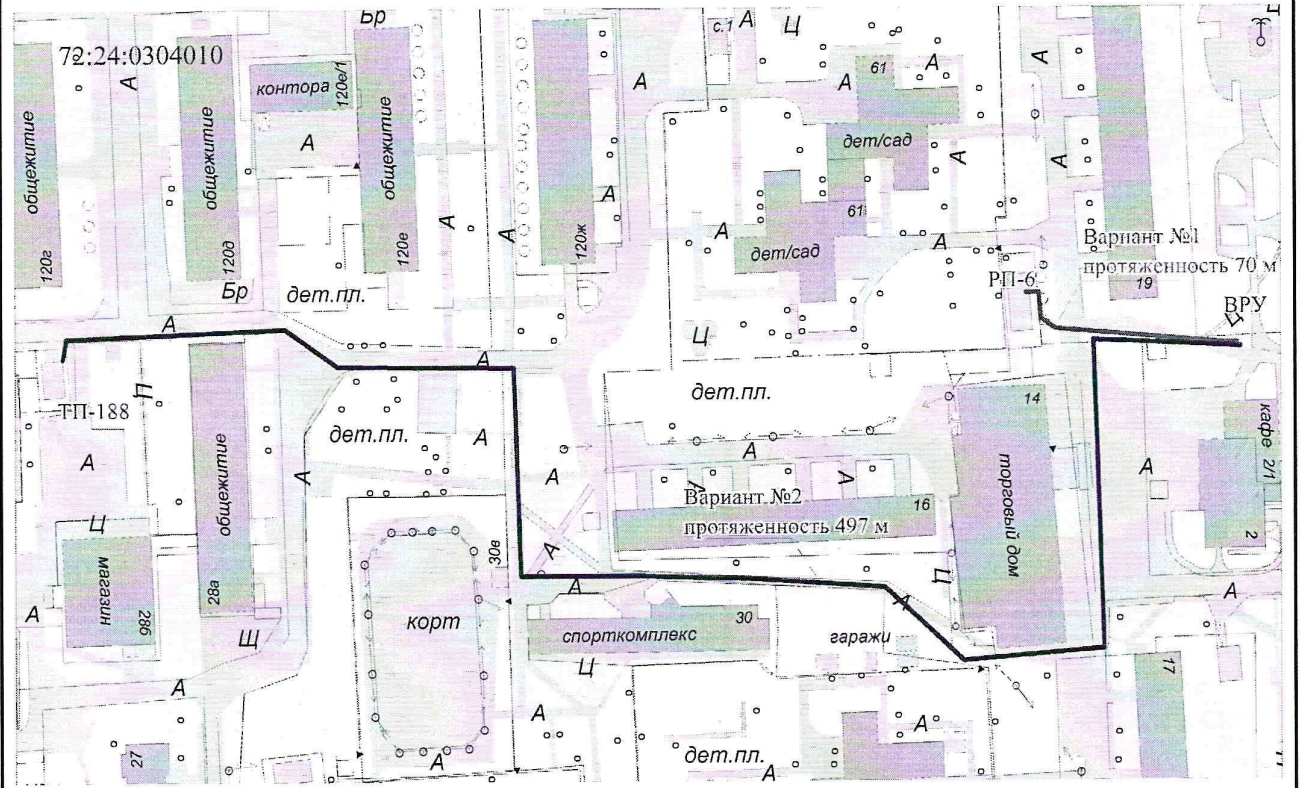 72:24:0304010
Бр
с.1
А
Ц
А
А
А
61
А
контора
120е/1
общежитие
120г
общежитие
120д
А
общежитие
120е
А
А
120ж
А
дет/сад
61
А
А
дет/сад
А
А
Вариант №1
протяженность 70 м
19
РП-6
ВРУ
Ц
Бр
дет.пл.
А
Ц
А
ТП-188
Ц
А
Ц
общежитие
28а
дет.пл.
А
А
дет.пл.
А
А
А
А
Вариант №2
протяженность 497 м
16
14
торговый дом
А
кафе 2/1
2
магазин
28б
А
Щ
А
корт
А
30в
А
А
спорткомплекс
30
Ц
гаражи
А
Ц
А
17
27
А
дет.пл.
А
А